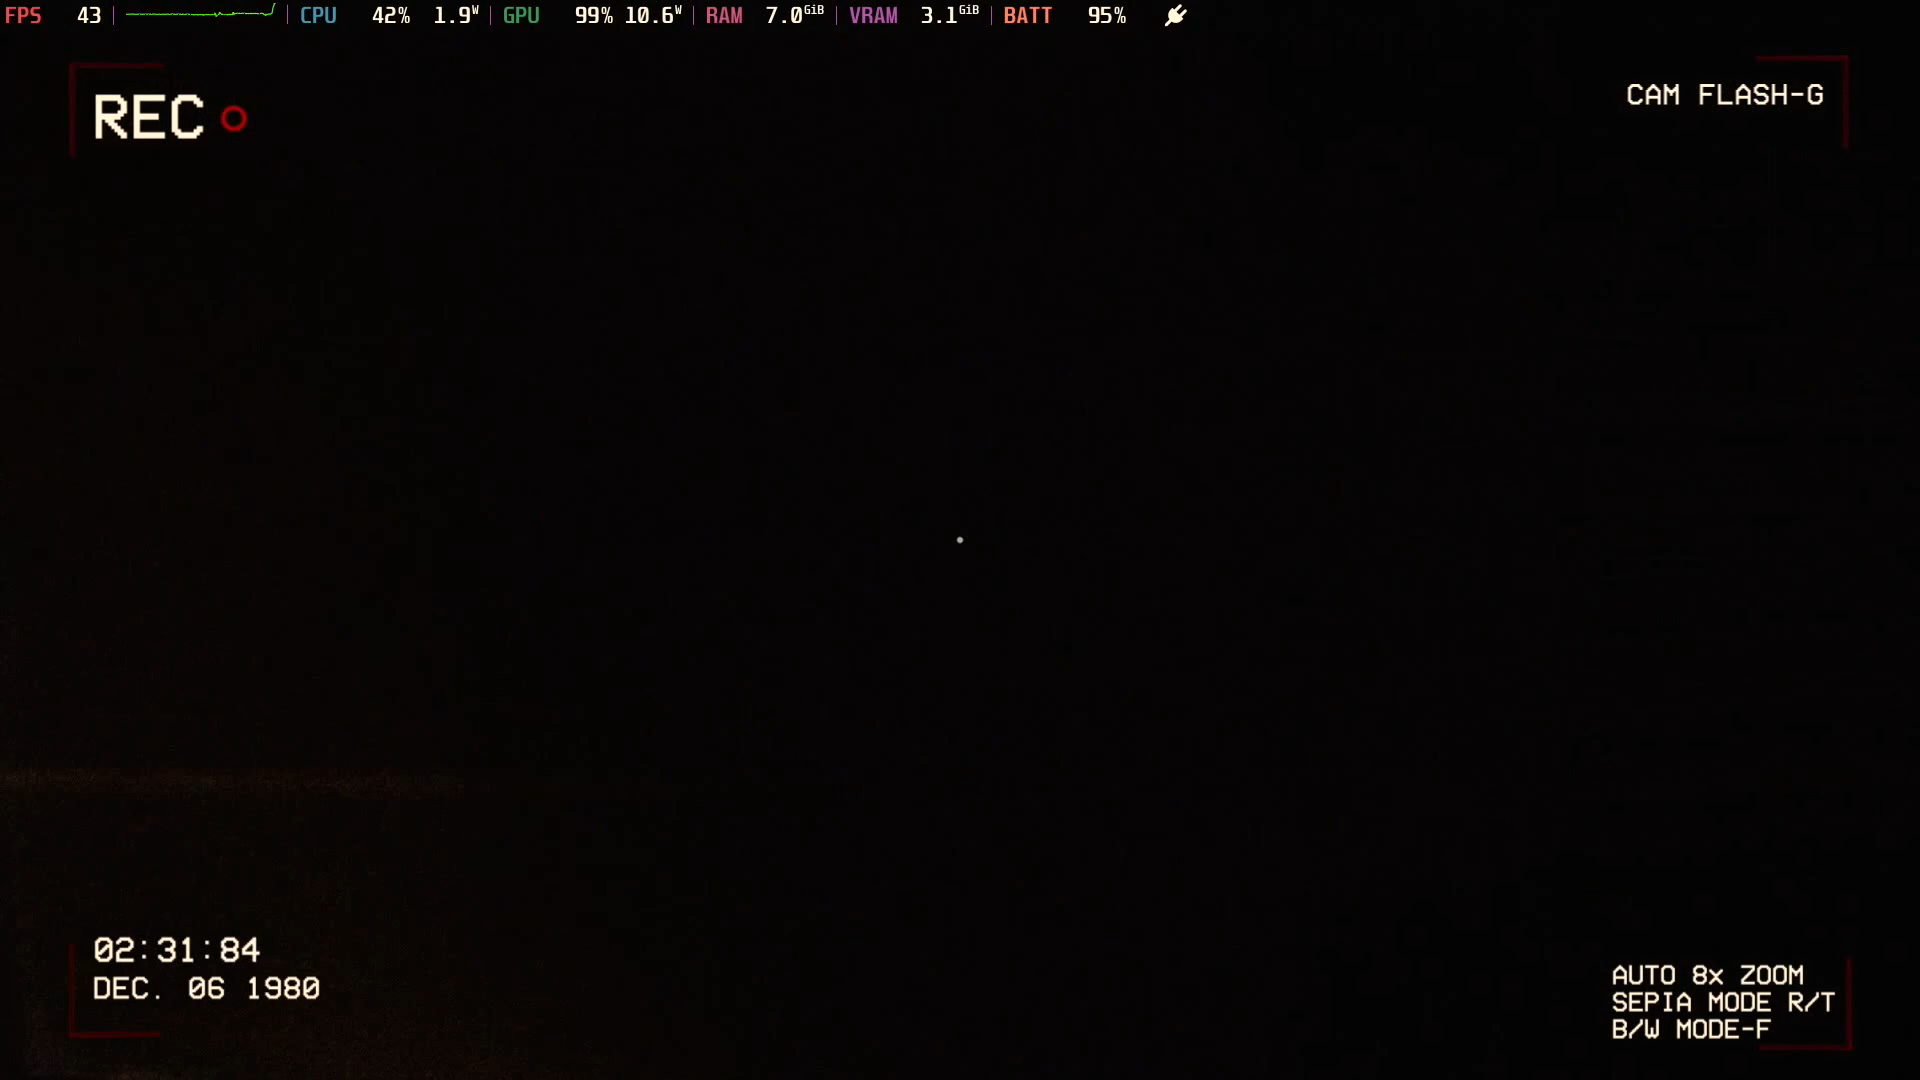 FPS 43 CPU 42% 1.9W GPU 99% 10.6W RAM 7.0GiB VRAM 3.1GiB BATT 95%
REC
CAM FLASH-G
02:31:84
DEC. 06 1980
AUTO 8x ZOOM
SEPIA MODE R/T
B/W MODE-F